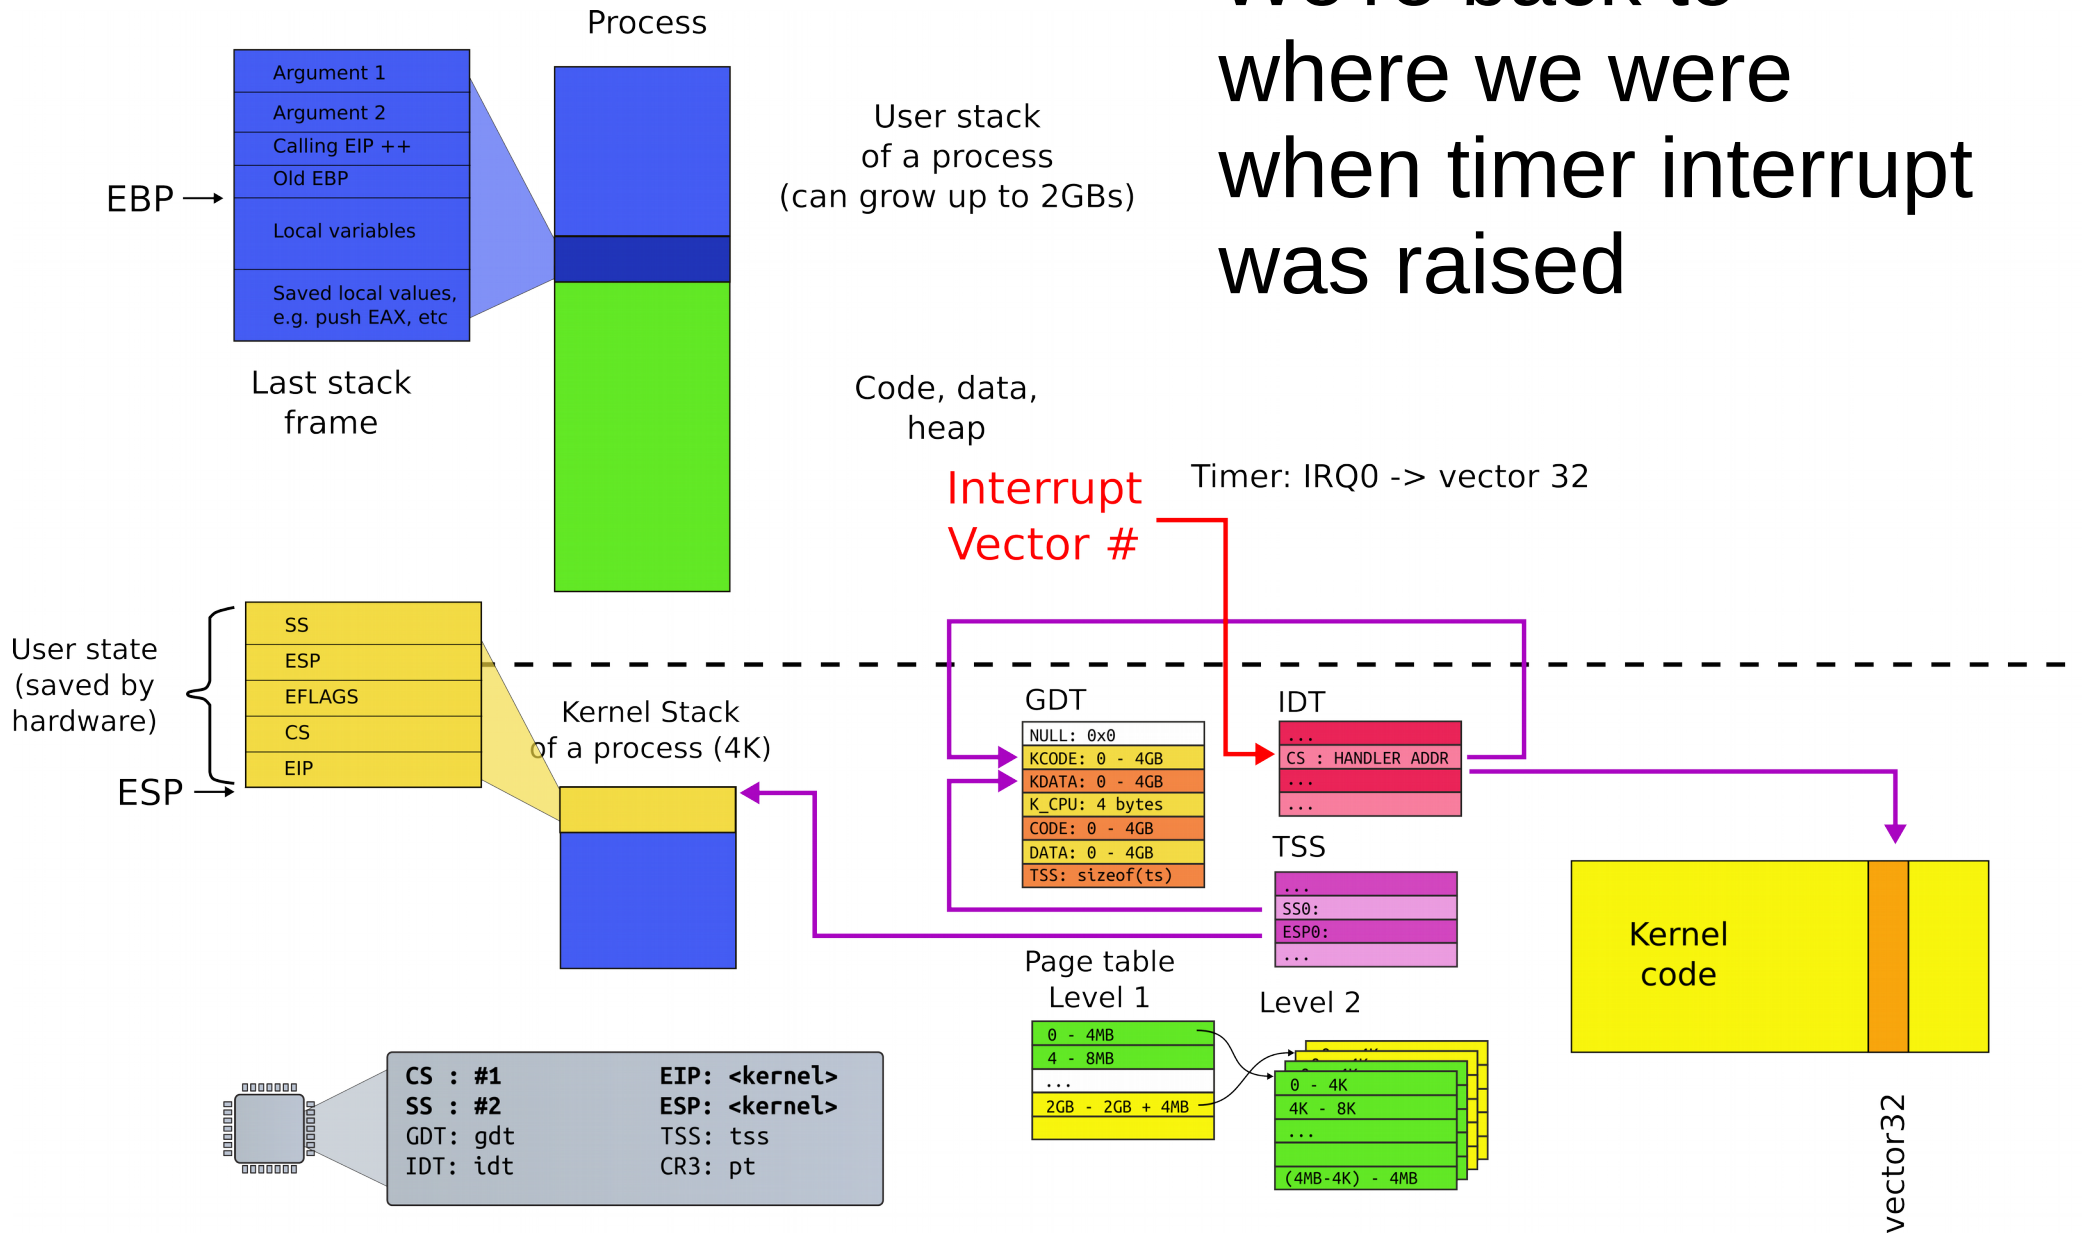 we're back to
where we were
when timer interrupt
was raised
Process
Argument 1
Argument 2
Calling EIP ++
Old EBP
EBP
Local variables
Saved local values,
e.g. push EAX, etc
Last stack
frame
User stack
of a process
(can grow up to 2GBs)
Code, data,
heap
Interrupt
Vector #
Timer: IRQ0 -> vector 32
User state
(saved by
hardware)
SS
ESP
EFLAGS
CS
EIP
ESP
Kernel Stack
of a process (4K)
GDT
NULL: 0x0
KCODE: 0 - 4GB
KDATA: 0 - 4GB
K_CPU: 4 bytes
CODE: 0 - 4GB
DATA: 0 - 4GB
TSS: sizeof(ts)
IDT
...
CS : HANDLER ADDR
...
...
TSS
...
SS0:
ESP0:
...
Kernel
code
vector32
Page table
Level 1
0 - 4MB
4 - 8MB
...
2GB - 2GB + 4MB
Level 2
0 - 4K
4K - 8K
...
(4MB-4K) - 4MB
CS : #1 EIP: <kernel>
SS : #2 ESP: <kernel>
GDT: gdt TSS: tss
IDT: idt CR3: pt